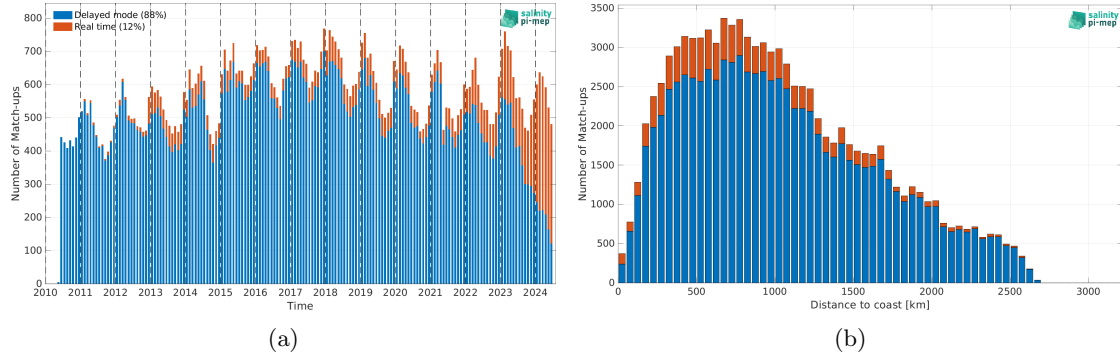 Delayed mode (88%)
Real time (12%)
salinity
pi-mep
Number of Match-ups
800
700
600
500
400
300
200
100
0
2010 2011 2012 2013 2014 2015 2016 2017 2018 2019 2020 2021 2022 2023 2024
Time
(a)
salinity
pi-mep
Number of Match-ups
3500
3000
2500
2000
1500
1000
500
0
0 500 1000 1500 2000 2500 3000
Distance to coast [km]
(b)